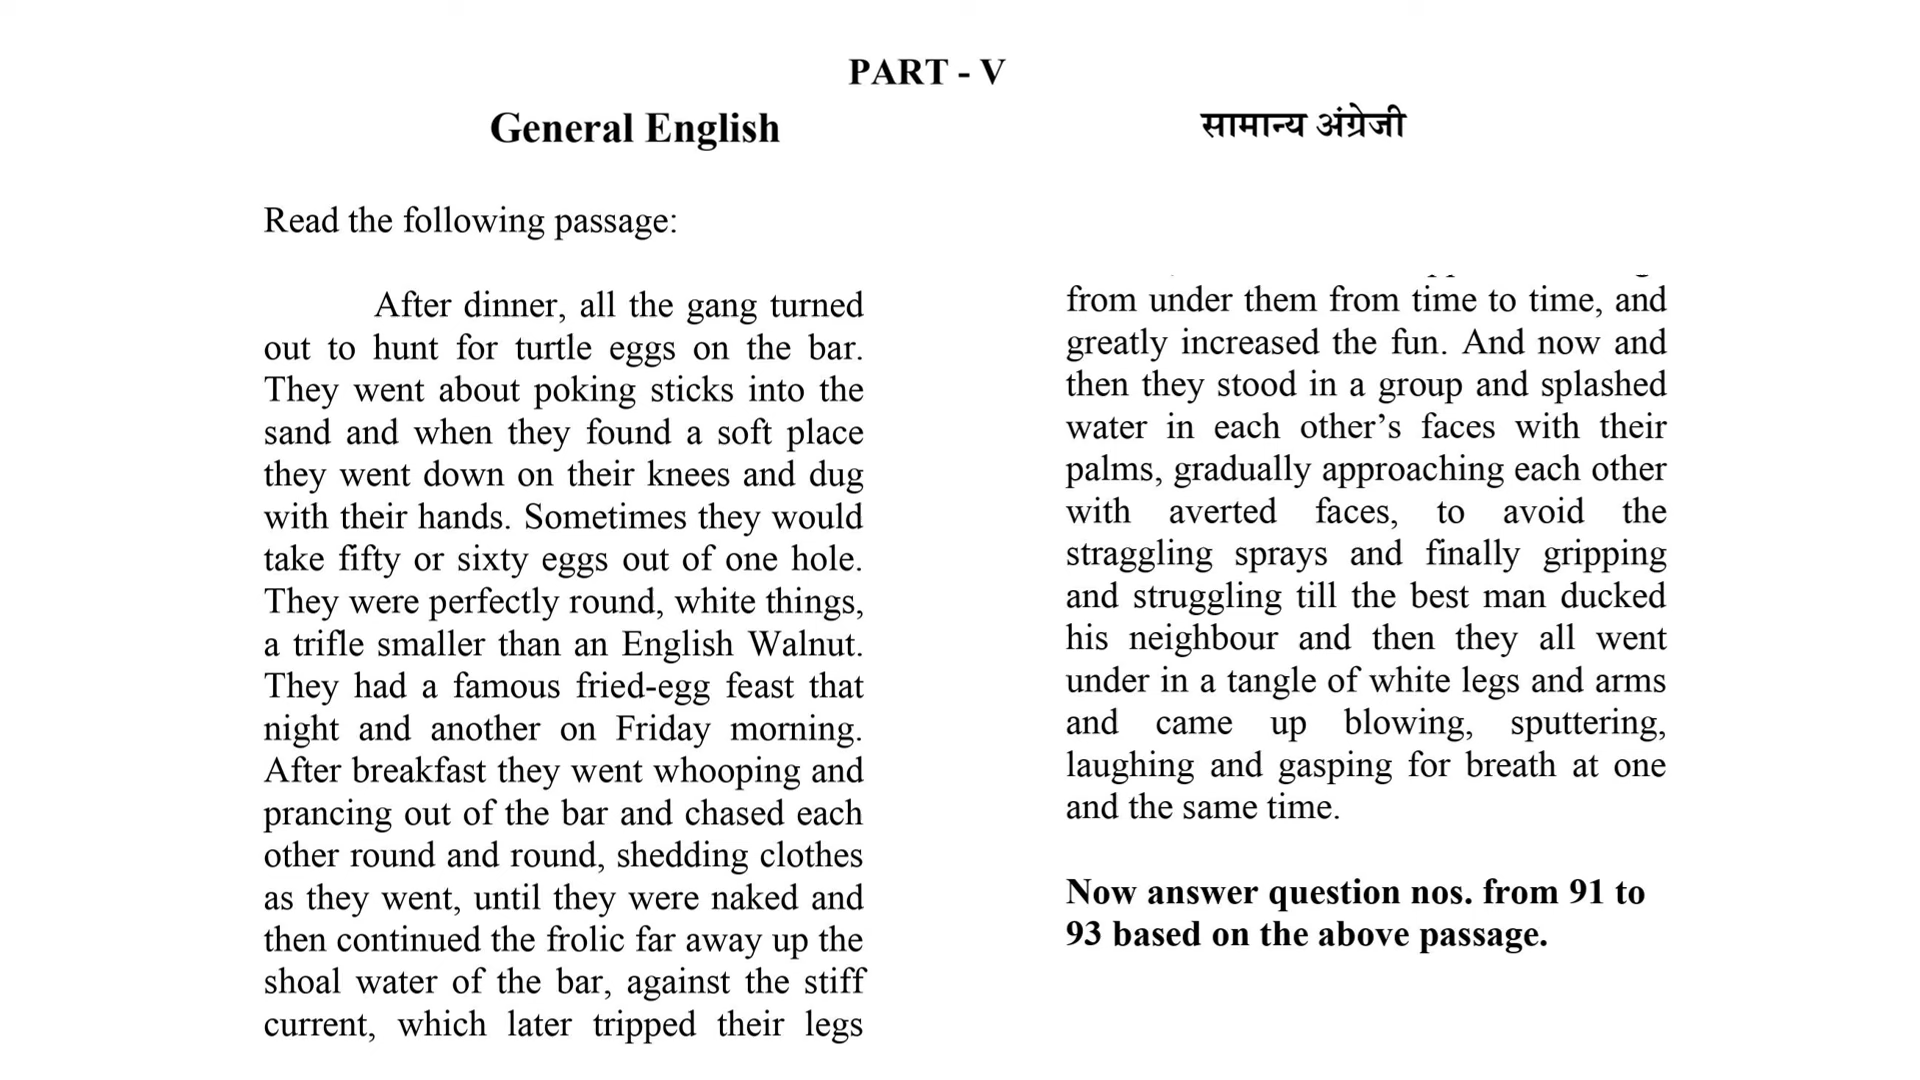 PART - V
General English
सामान्य अंग्रेजी
Read the following passage:
After dinner, all the gang turned
out to hunt for turtle eggs on the bar.
They went about poking sticks into the
sand and when they found a soft place
they went down on their knees and dug
with their hands. Sometimes they would
take fifty or sixty eggs out of one hole.
They were perfectly round, white things,
a trifle smaller than an English Walnut.
They had a famous fried-egg feast that
night and another on Friday morning.
After breakfast they went whooping and
prancing out of the bar and chased each
other round and round, shedding clothes
as they went, until they were naked and
then continued the frolic far away up the
shoal water of the bar, against the stiff
current, which later tripped their legs
from under them from time to time, and
greatly increased the fun. And now and
then they stood in a group and splashed
water in each other’s faces with their
palms, gradually approaching each other
with averted faces, to avoid the
straggling sprays and finally gripping
and struggling till the best man ducked
his neighbour and then they all went
under in a tangle of white legs and arms
and came up blowing, sputtering,
laughing and gasping for breath at one
and the same time.
Now answer question nos. from 91 to
93 based on the above passage.